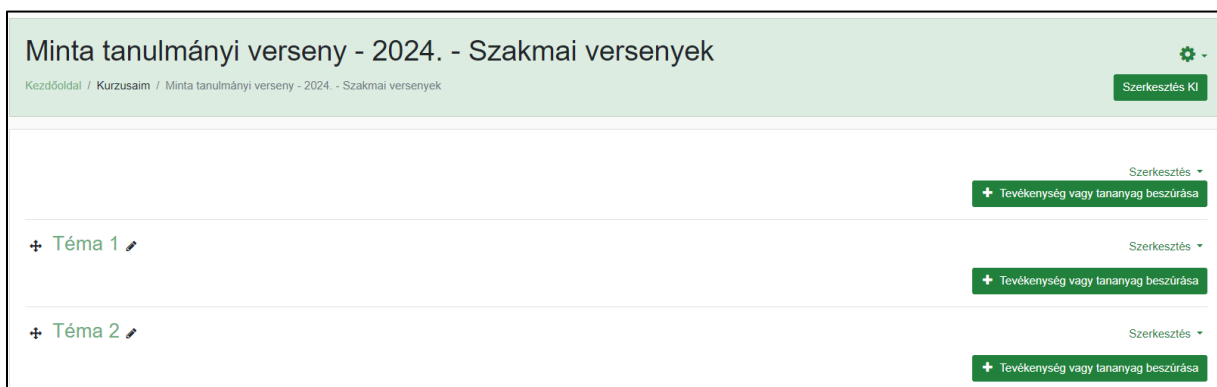 Minta tanulmányi verseny - 2024. - Szakmai versenyek
Kezdőoldal / Kurzusaim / Minta tanulmányi verseny - 2024. - Szakmai versenyek
Szerkesztés KI
Szerkesztés
Tevékenység vagy tananyag beszúrása
Téma 1
Szerkesztés
Tevékenység vagy tananyag beszúrása
Téma 2
Szerkesztés
Tevékenység vagy tananyag beszúrása